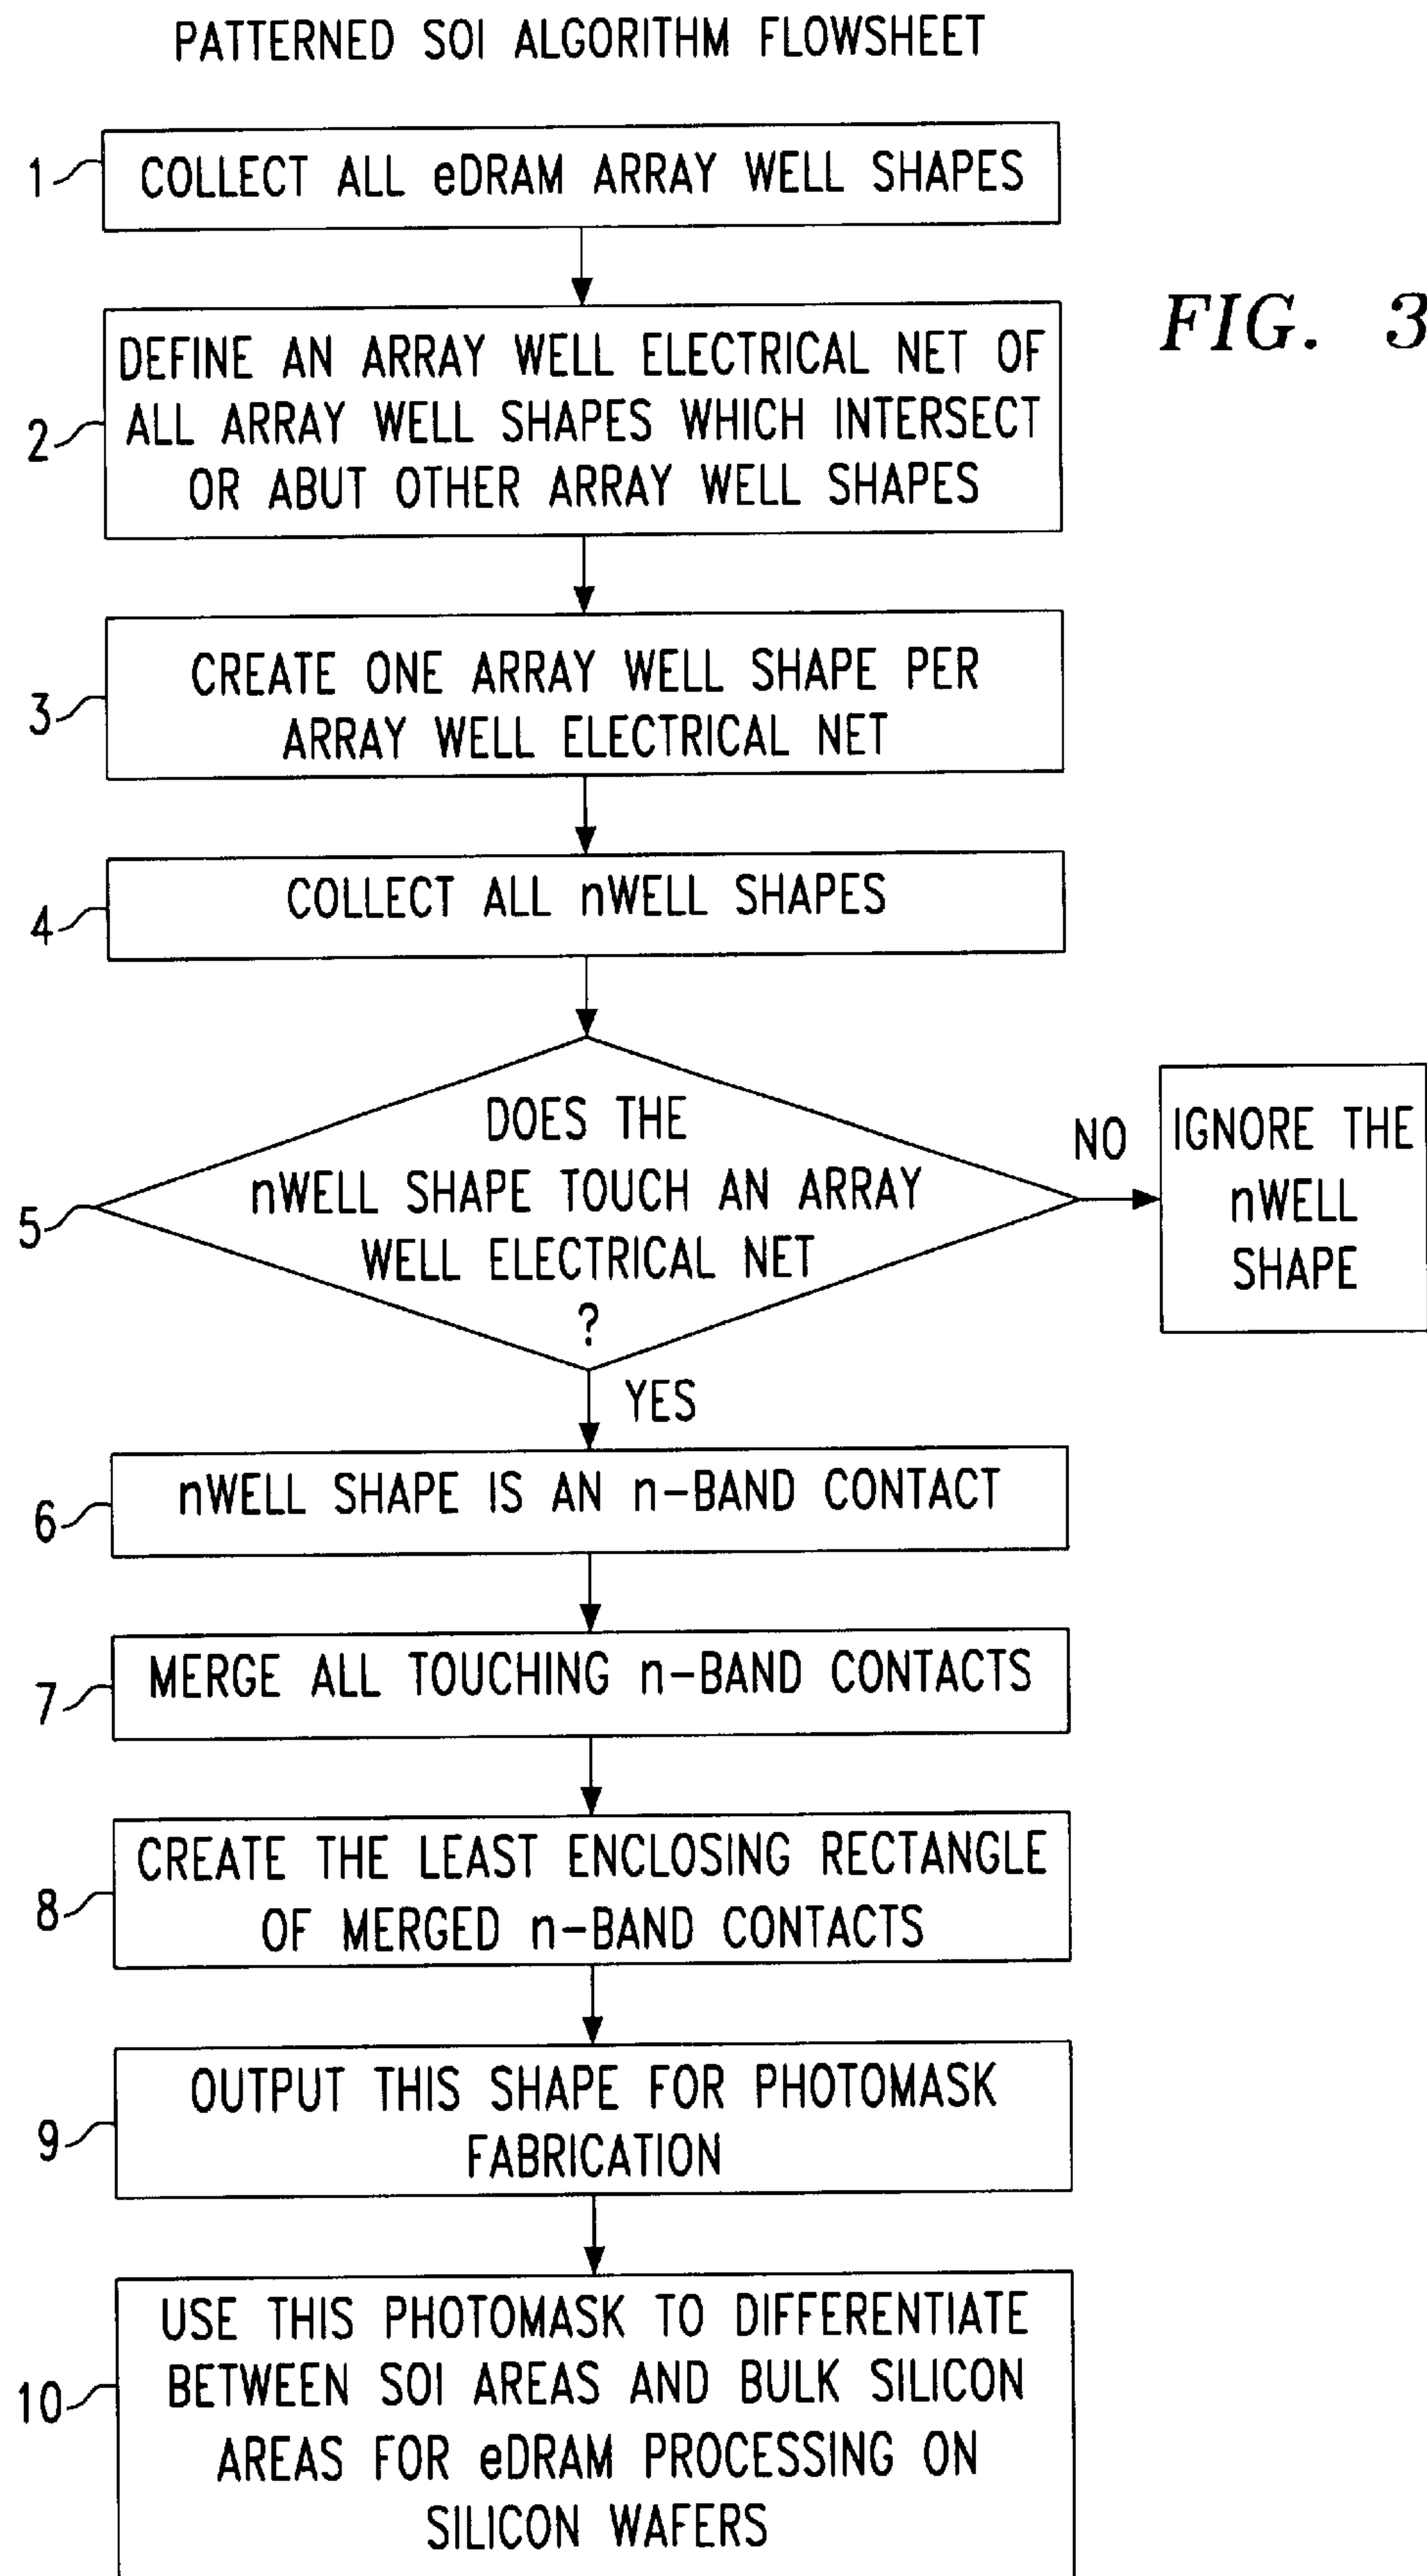 PATTERNED SOI ALGORITHM FLOWSHEET
FIG. 3
1
COLLECT ALL eDRAM ARRAY WELL SHAPES
2
DEFINE AN ARRAY WELL ELECTRICAL NET OF
ALL ARRAY WELL SHAPES WHICH INTERSECT
OR ABUT OTHER ARRAY WELL SHAPES
3
CREATE ONE ARRAY WELL SHAPE PER
ARRAY WELL ELECTRICAL NET
4
COLLECT ALL nWELL SHAPES
5
DOES THE
nWELL SHAPE TOUCH AN ARRAY
WELL ELECTRICAL NET
?
NO
IGNORE THE
nWELL
SHAPE
YES
6
nWELL SHAPE IS AN n-BAND CONTACT
7
MERGE ALL TOUCHING n-BAND CONTACTS
8
CREATE THE LEAST ENCLOSING RECTANGLE
OF MERGED n-BAND CONTACTS
9
OUTPUT THIS SHAPE FOR PHOTOMASK
FABRICATION
10
USE THIS PHOTOMASK TO DIFFERENTIATE
BETWEEN SOI AREAS AND BULK SILICON
AREAS FOR eDRAM PROCESSING ON
SILICON WAFERS